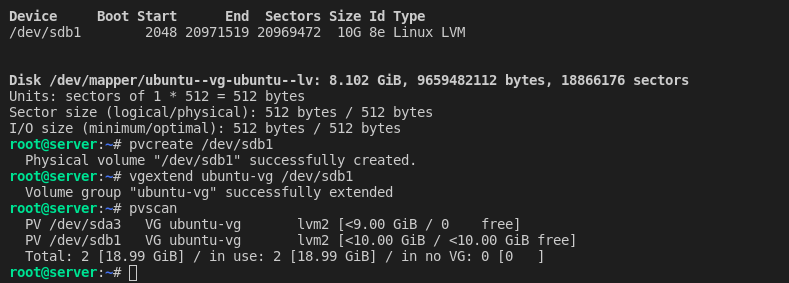 Device     Boot Start      End  Sectors Size Id Type
/dev/sdb1        2048 20971519 20969472  10G 8e Linux LVM
Disk /dev/mapper/ubuntu--vg-ubuntu--lv: 8.102 GiB, 9659482112 bytes, 18866176 sectors
Units: sectors of 1 * 512 = 512 bytes
Sector size (logical/physical): 512 bytes / 512 bytes
I/O size (minimum/optimal): 512 bytes / 512 bytes
root@server:~# pvcreate /dev/sdb1
  Physical volume "/dev/sdb1" successfully created.
root@server:~# vgextend ubuntu-vg /dev/sdb1
  Volume group "ubuntu-vg" successfully extended
root@server:~# pvscan
  PV /dev/sda3   VG ubuntu-vg       lvm2 [<9.00 GiB / 0    free]
  PV /dev/sdb1   VG ubuntu-vg       lvm2 [<10.00 GiB / <10.00 GiB free]
  Total: 2 [18.99 GiB] / in use: 2 [18.99 GiB] / in no VG: 0 [0   ]
root@server:~#